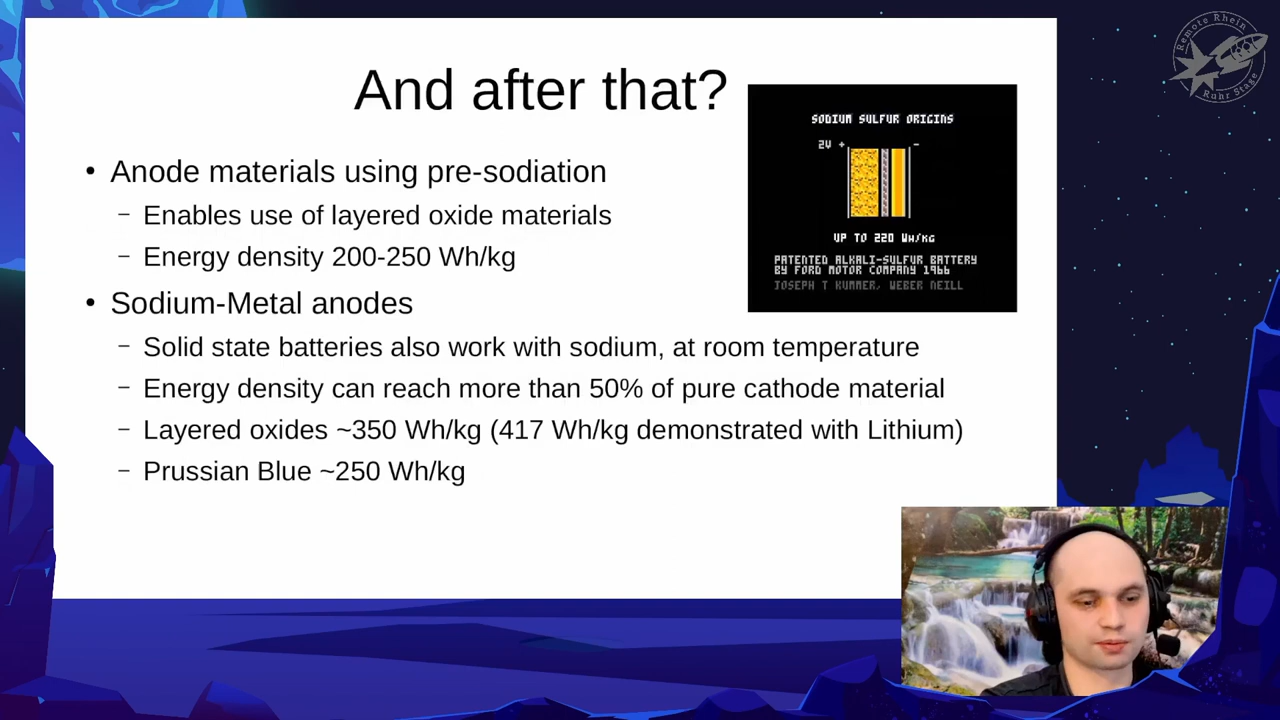 And after that?
• Anode materials using pre-sodiation
– Enables use of layered oxide materials
– Energy density 200-250 Wh/kg
• Sodium-Metal anodes
– Solid state batteries also work with sodium, at room temperature
– Energy density can reach more than 50% of pure cathode material
– Layered oxides ~350 Wh/kg (417 Wh/kg demonstrated with Lithium)
– Prussian Blue ~250 Wh/kg
SODIUM SULFUR ORIGINS
2V + -
UP TO 220 Wh/kg
PATENTED ALKALI-SULFUR BATTERY
BY FORD MOTOR COMPANY 1966
JOSEPH T KUMMER, WEBER NEILL
Remote Rhein
Ruhr Stage